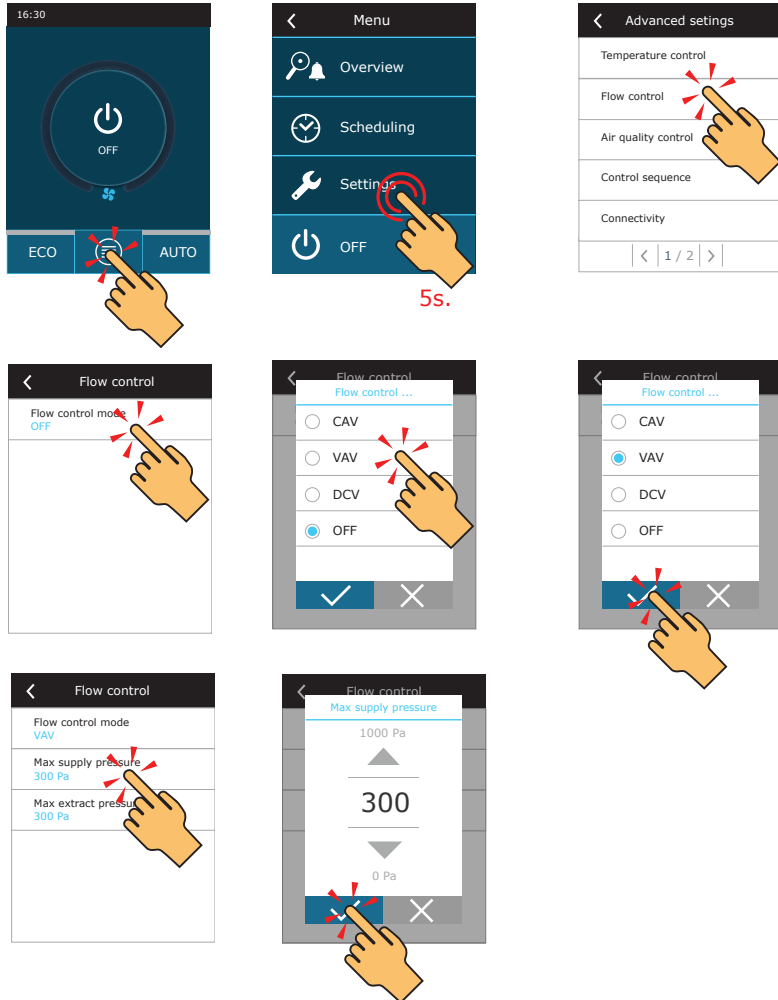 16:30
OFF
ECO
AUTO
Menu
Overview
Scheduling
Settings
OFF
5s.
Advanced setings
Temperature control
Flow control
Air quality control
Control sequence
Connectivity
1 / 2
Flow control
Flow control mode
OFF
Flow control
Flow control ...
CAV
VAV
DCV
OFF
Flow control
Flow control ...
CAV
VAV
DCV
OFF
Flow control
Flow control mode
VAV
Max supply pressure
300 Pa
Max extract pressure
300 Pa
Flow control
Max supply pressure
1000 Pa
300
0 Pa